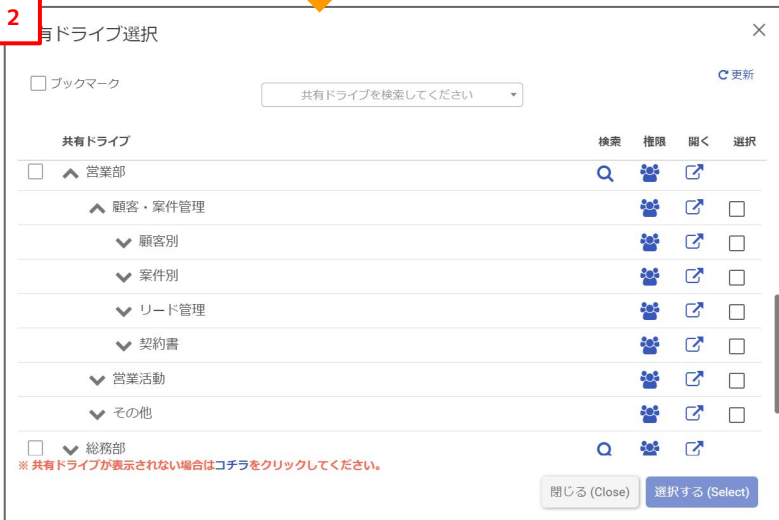 2
有ドライブ選択
ブックマーク
共有ドライブを検索してください
更新
共有ドライブ 検索 権限 開く 選択
営業部
顧客・案件管理
顧客別
案件別
リード管理
契約書
営業活動
その他
総務部
※ 共有ドライブが表示されない場合はコチラをクリックしてください。
閉じる (Close) 選択する (Select)